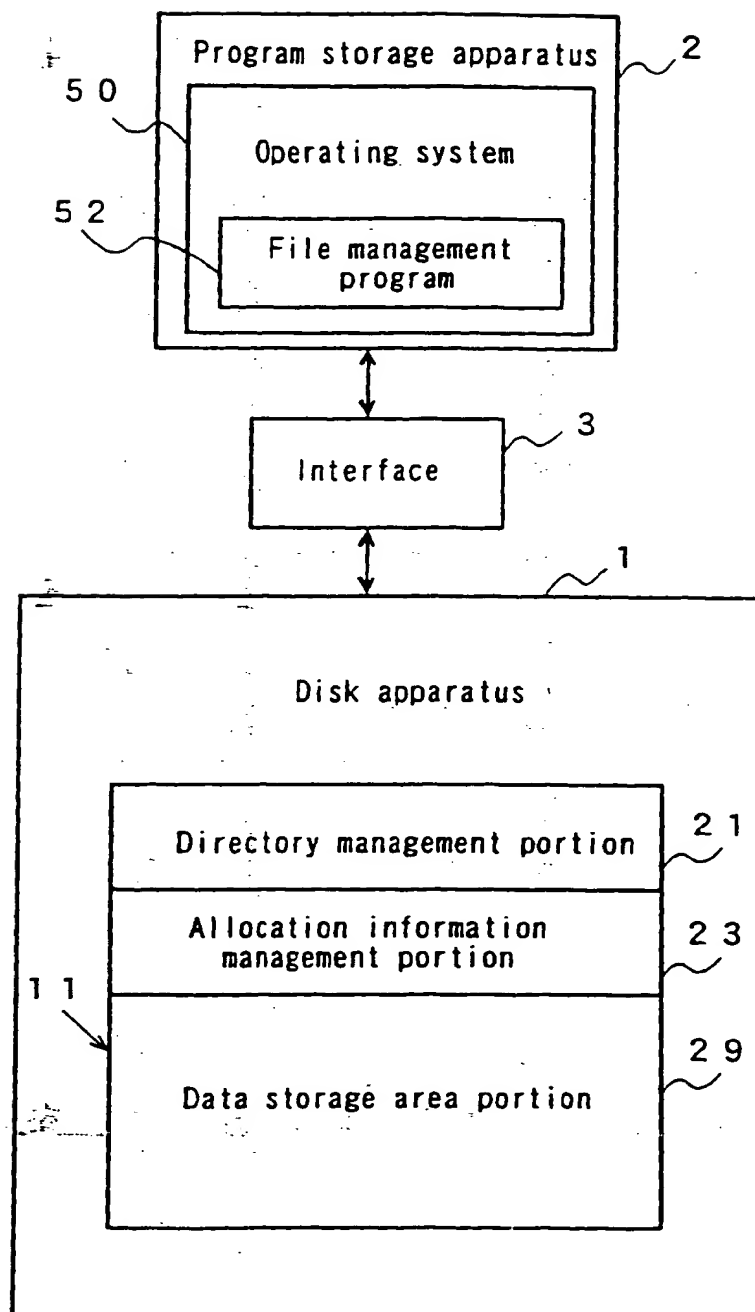 Program storage apparatus
2
50
Operating system
52
File management
program
3
Interface
1
Disk apparatus
21
Directory management portion
Allocation information
management portion
23
11
29
Data storage area portion